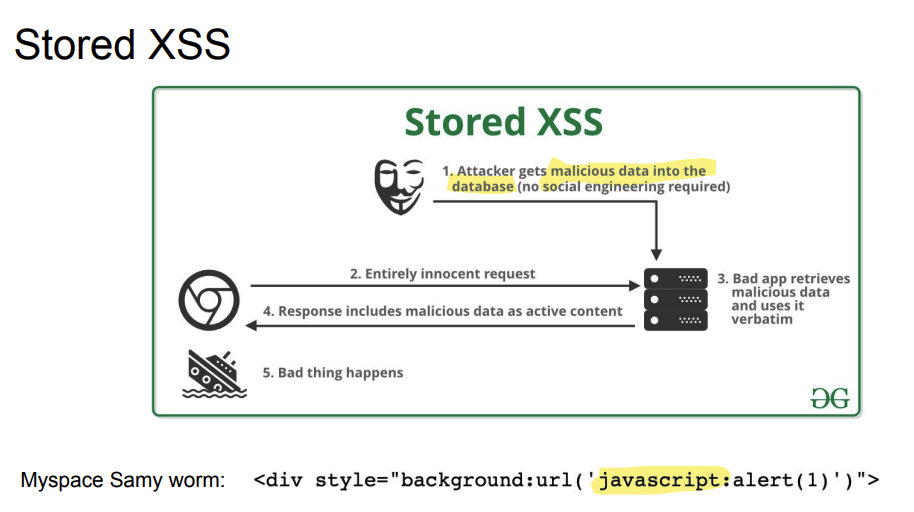 Stored XSS
Stored XSS
1. Attacker gets malicious data into the
database (no social engineering required)
2. Entirely innocent request
3. Bad app retrieves
malicious data
and uses it
verbatim
4. Response includes malicious data as active content
5. Bad thing happens
Myspace Samy worm: <div style="background:url('javascript:alert(1)')">